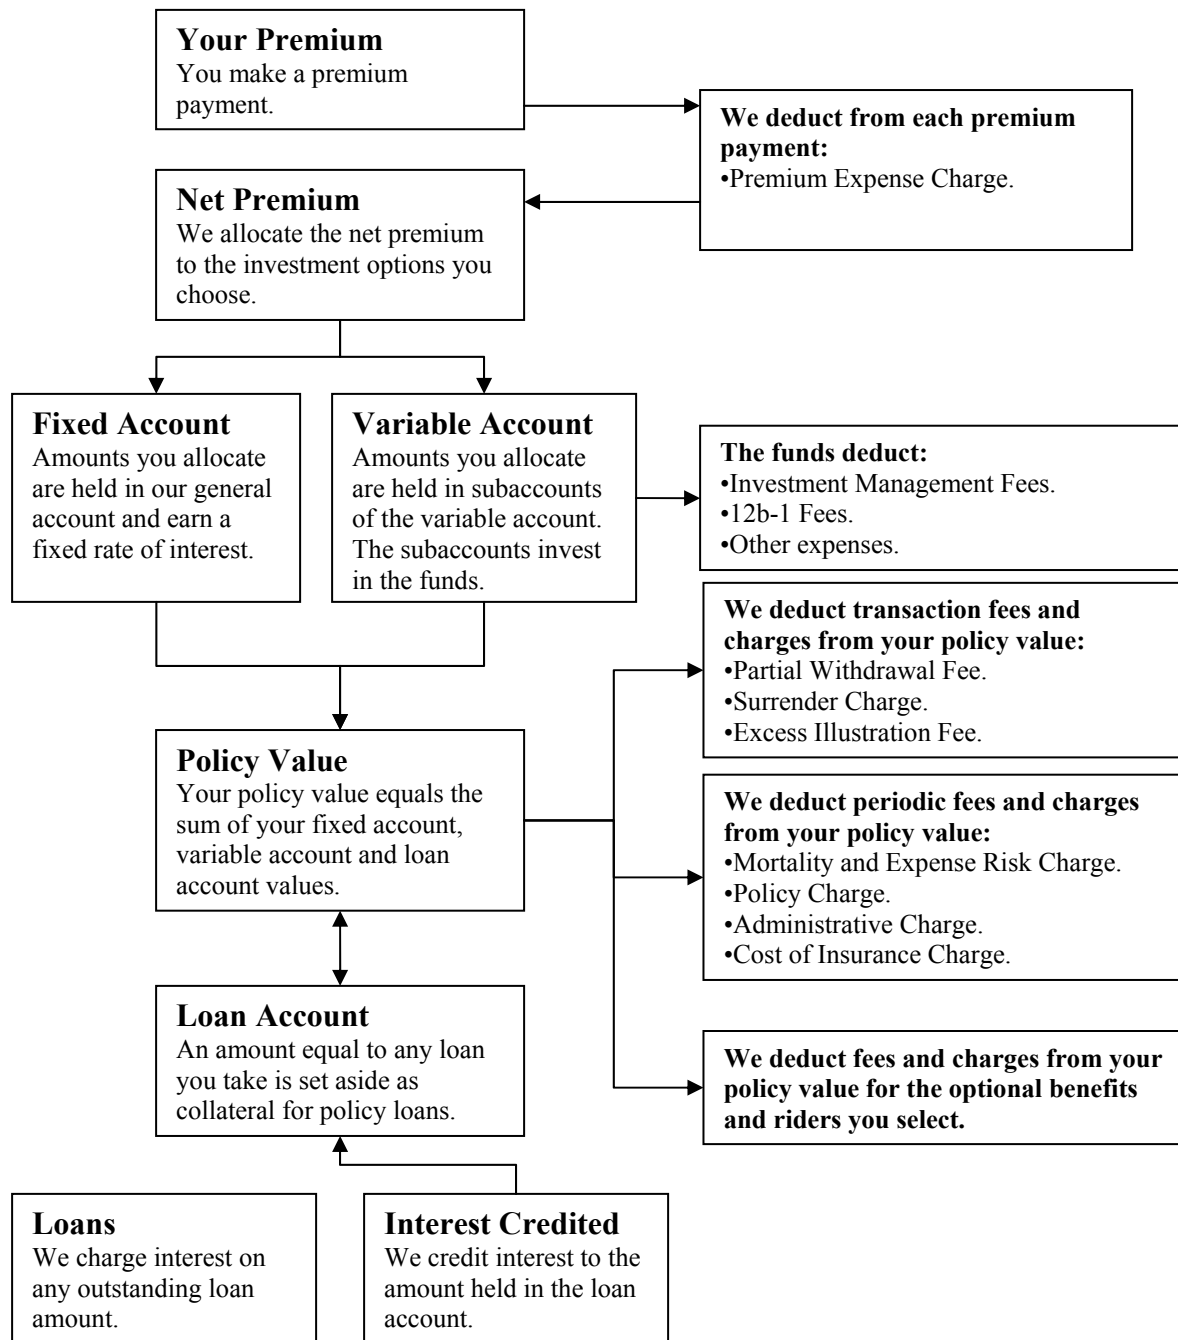 Your Premium
You make a premium
payment.
We deduct from each premium
payment:
•Premium Expense Charge.
Net Premium
We allocate the net premium
to the investment options you
choose.
Fixed Account
Amounts you allocate
are held in our general
account and earn a
fixed rate of interest.
Variable Account
Amounts you allocate
are held in subaccounts
of the variable account.
The subaccounts invest
in the funds.
The funds deduct:
•Investment Management Fees.
•12b-1 Fees.
•Other expenses.
We deduct transaction fees and
charges from your policy value:
•Partial Withdrawal Fee.
•Surrender Charge.
•Excess Illustration Fee.
Policy Value
Your policy value equals the
sum of your fixed account,
variable account and loan
account values.
We deduct periodic fees and charges
from your policy value:
•Mortality and Expense Risk Charge.
•Policy Charge.
•Administrative Charge.
•Cost of Insurance Charge.
Loan Account
An amount equal to any loan
you take is set aside as
collateral for policy loans.
We deduct fees and charges from your
policy value for the optional benefits
and riders you select.
Loans
We charge interest on
any outstanding loan
amount.
Interest Credited
We credit interest to the
amount held in the loan
account.